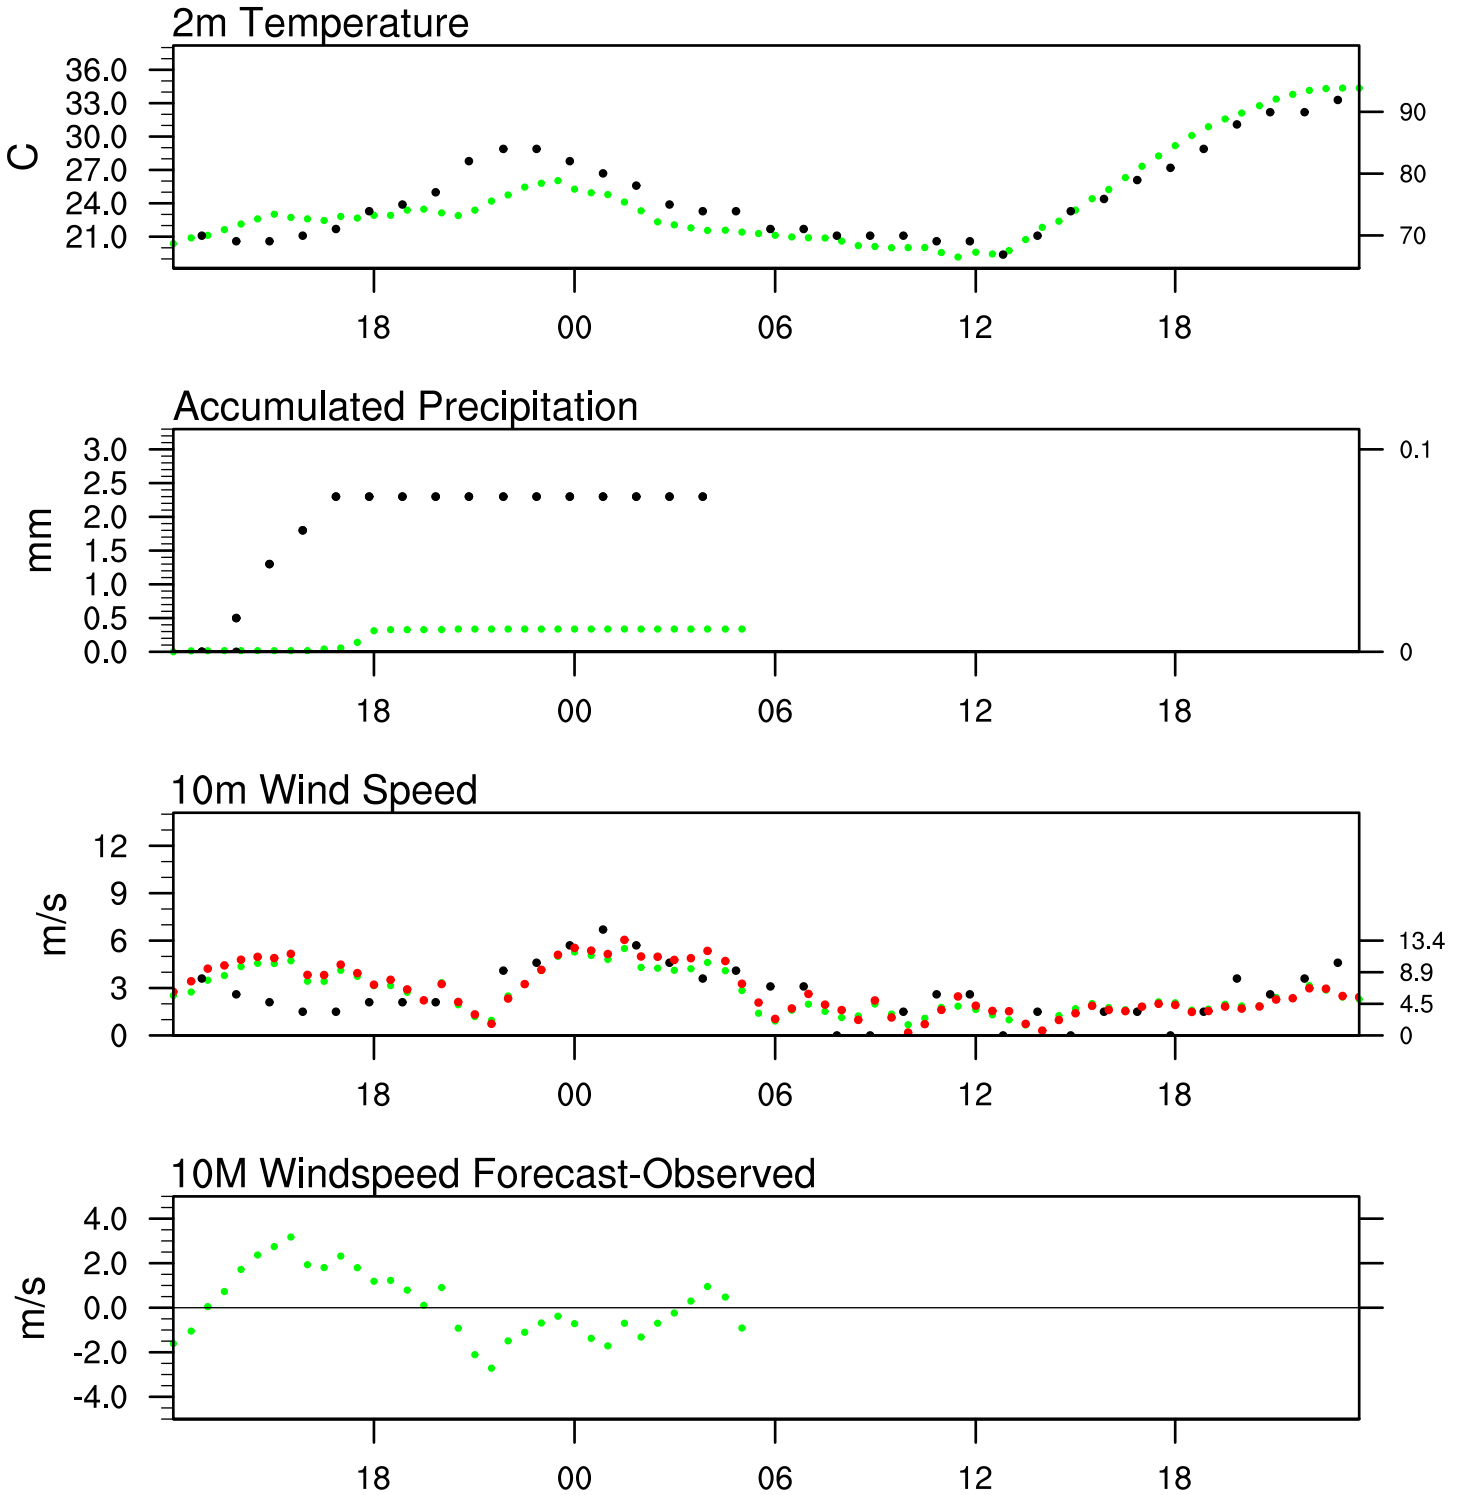 2m Temperature
C
36.0
33.0
30.0
27.0
24.0
21.0
90
80
70
18 00 06 12 18
Accumulated Precipitation
mm
3.0
2.5
2.0
1.5
1.0
0.5
0.0
0.1
0
18 00 06 12 18
10m Wind Speed
m/s
12
9
6
3
0
13.4
8.9
4.5
0
18 00 06 12 18
10M Windspeed Forecast-Observed
m/s
4.0
2.0
0.0
-2.0
-4.0
18 00 06 12 18